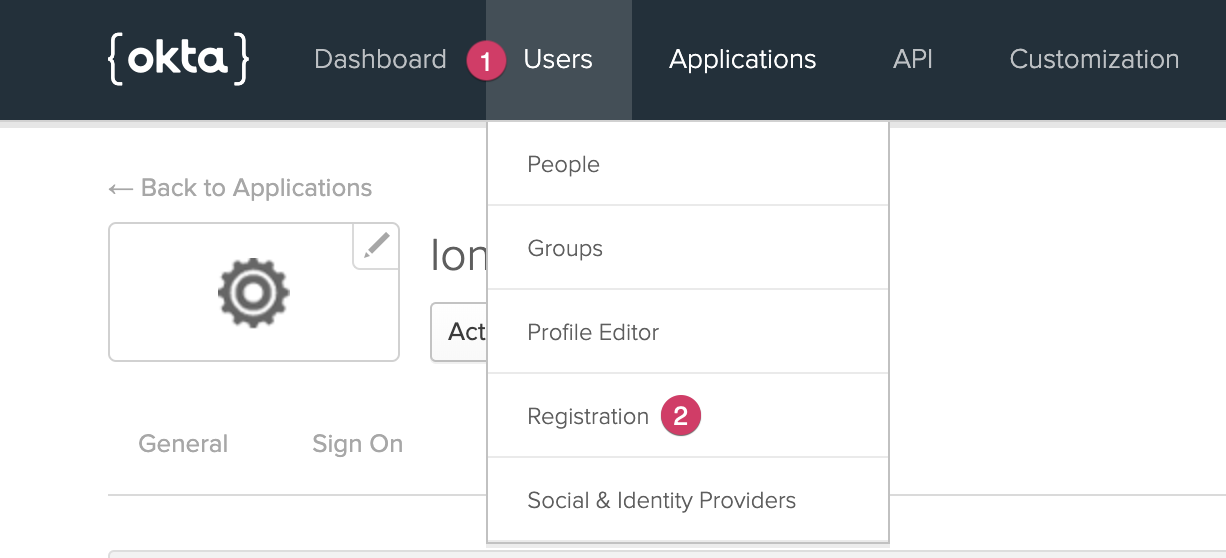 {okta} Dashboard 1 Users Applications API Customization
People
← Back to Applications
Groups
Ion
Profile Editor
Act
Registration 2
General Sign On
Social & Identity Providers